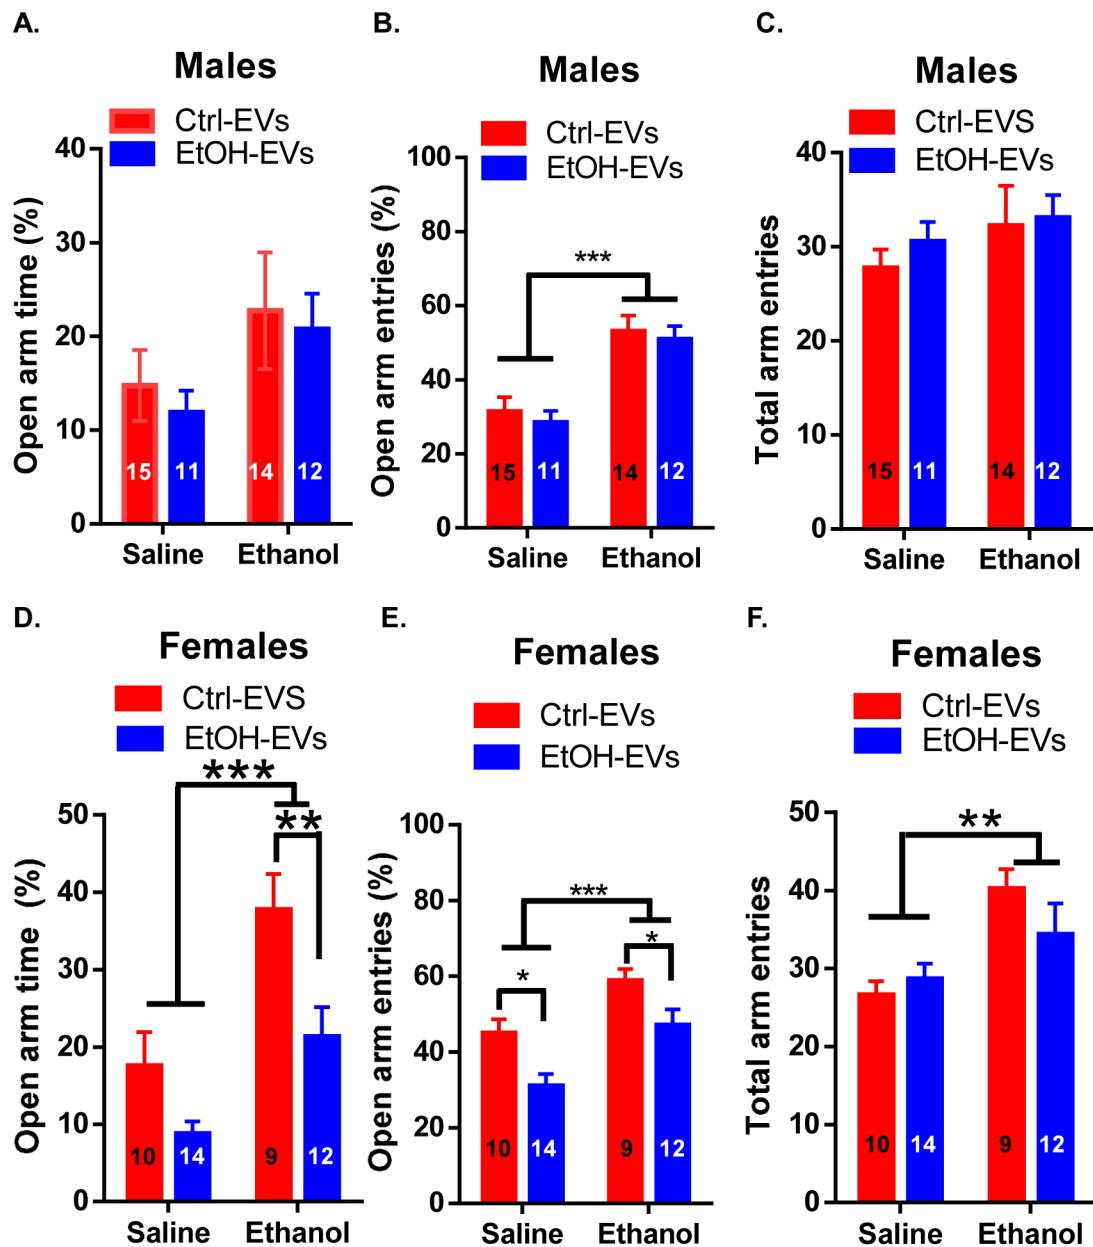 A.
Males
Ctrl-EVs
EtOH-EVs
Open arm time (%)
40
30
20
10
0
15
11
14
12
Saline
Ethanol
B.
Males
Ctrl-EVs
EtOH-EVs
Open arm entries (%)
100
80
60
40
20
0
***
15
11
14
12
Saline
Ethanol
C.
Males
Ctrl-EVS
EtOH-EVs
Total arm entries
40
30
20
10
0
15
11
14
12
Saline
Ethanol
D.
Females
Ctrl-EVS
EtOH-EVs
***
**
Open arm time (%)
50
40
30
20
10
0
10
14
9
12
Saline
Ethanol
E.
Females
Ctrl-EVs
EtOH-EVs
Open arm entries (%)
100
80
60
40
20
0
***
*
*
10
14
9
12
Saline
Ethanol
F.
Females
Ctrl-EVs
EtOH-EVs
Total arm entries
50
40
30
20
10
0
**
10
14
9
12
Saline
Ethanol